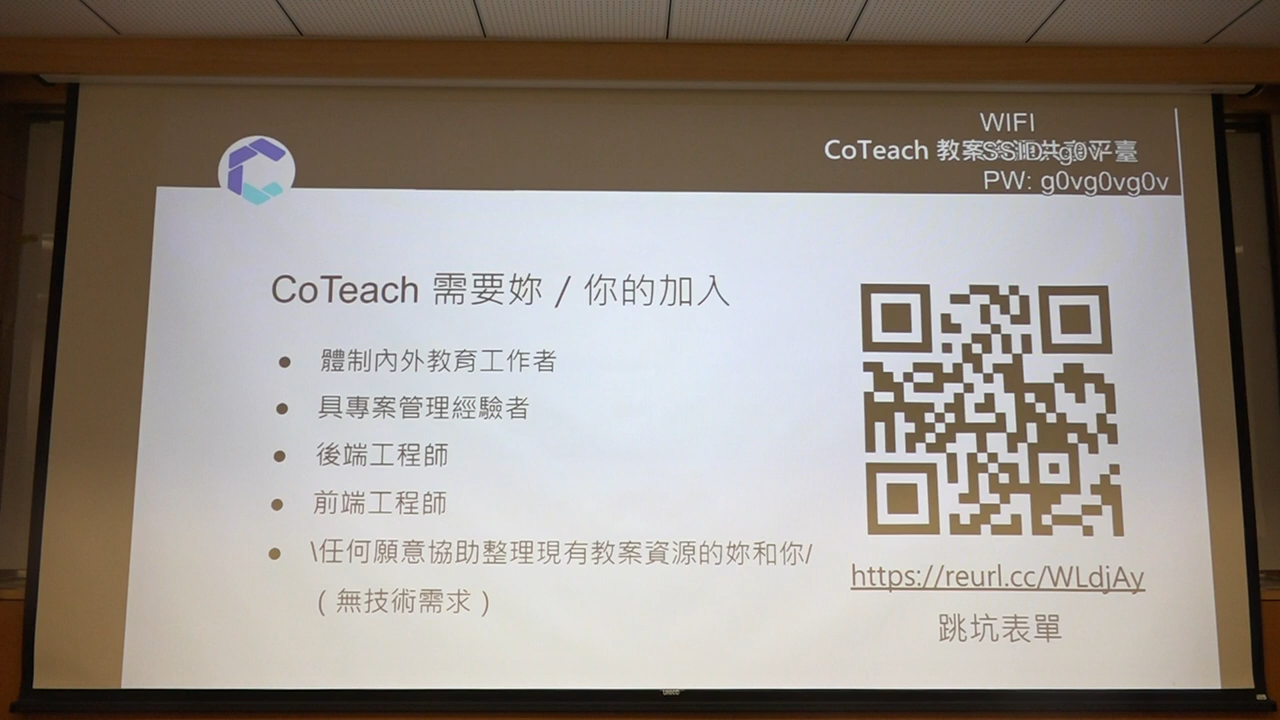 WIFI
CoTeach 教案
PW: g0vg0vg0v
CoTeach 需要妳 / 你的加入
● 體制內外教育工作者
● 具專案管理經驗者
● 後端工程師
● 前端工程師
● \任何願意協助整理現有教案資源的妳和你/
( 無技術需求 )
https://reurl.cc/WLdjAy
跳坑表單